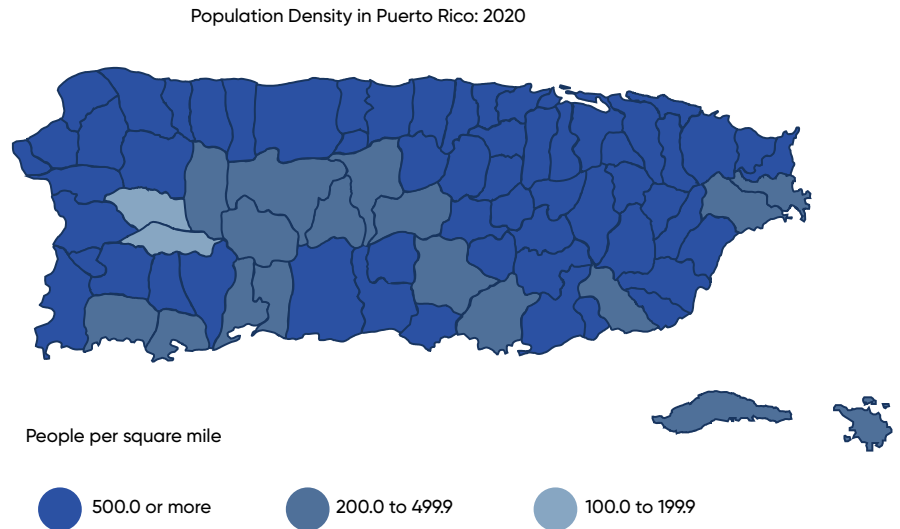 Population Density in Puerto Rico: 2020
People per square mile
500.0 or more
200.0 to 499.9
100.0 to 199.9